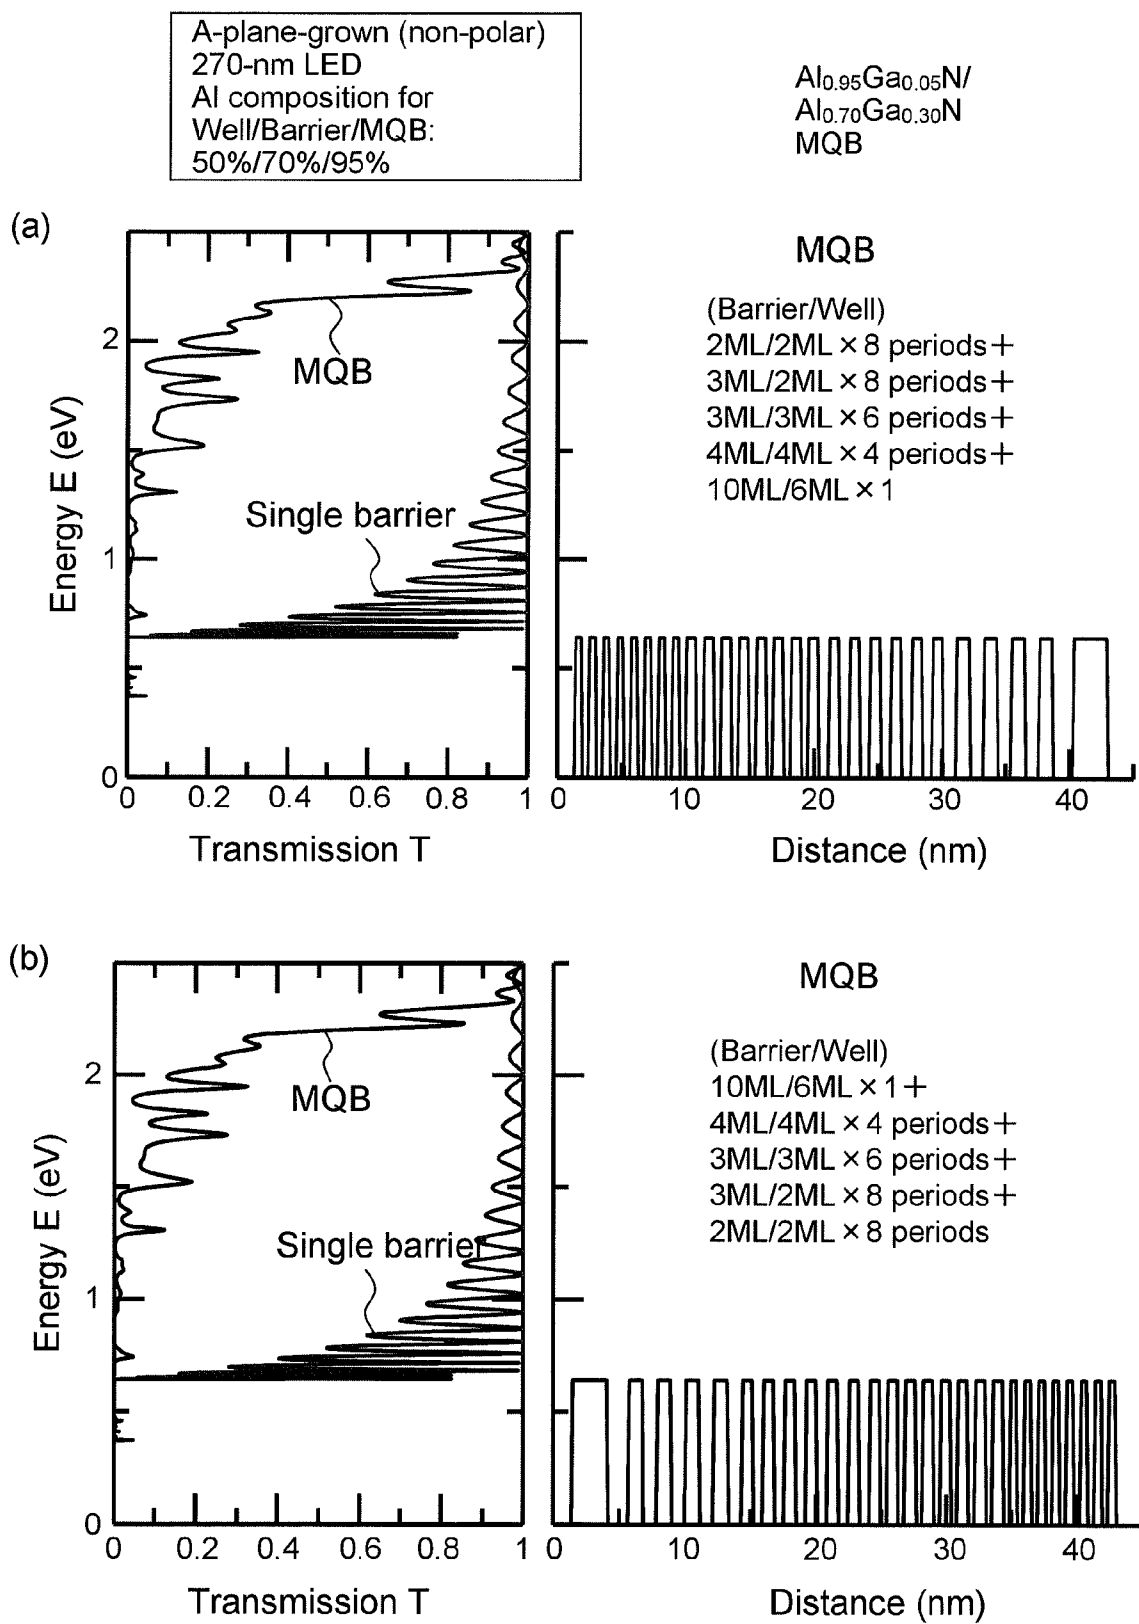 A-plane-grown (non-polar)
270-nm LED
Al composition for
Well/Barrier/MQB:
50%/70%/95%
Al0.95Ga0.05N/
Al0.70Ga0.30N
MQB
(a)
Energy E (eV)
2
1
0
MQB
Single barrier
0 0.2 0.4 0.6 0.8 1
Transmission T
MQB
(Barrier/Well)
2ML/2ML×8 periods+
3ML/2ML×8 periods+
3ML/3ML×6 periods+
4ML/4ML×4 periods+
10ML/6ML×1
0 10 20 30 40
Distance (nm)
(b)
Energy E (eV)
2
1
0
MQB
Single barrier
0 0.2 0.4 0.6 0.8 1
Transmission T
MQB
(Barrier/Well)
10ML/6ML×1+
4ML/4ML×4 periods+
3ML/3ML×6 periods+
3ML/2ML×8 periods+
2ML/2ML×8 periods
0 10 20 30 40
Distance (nm)